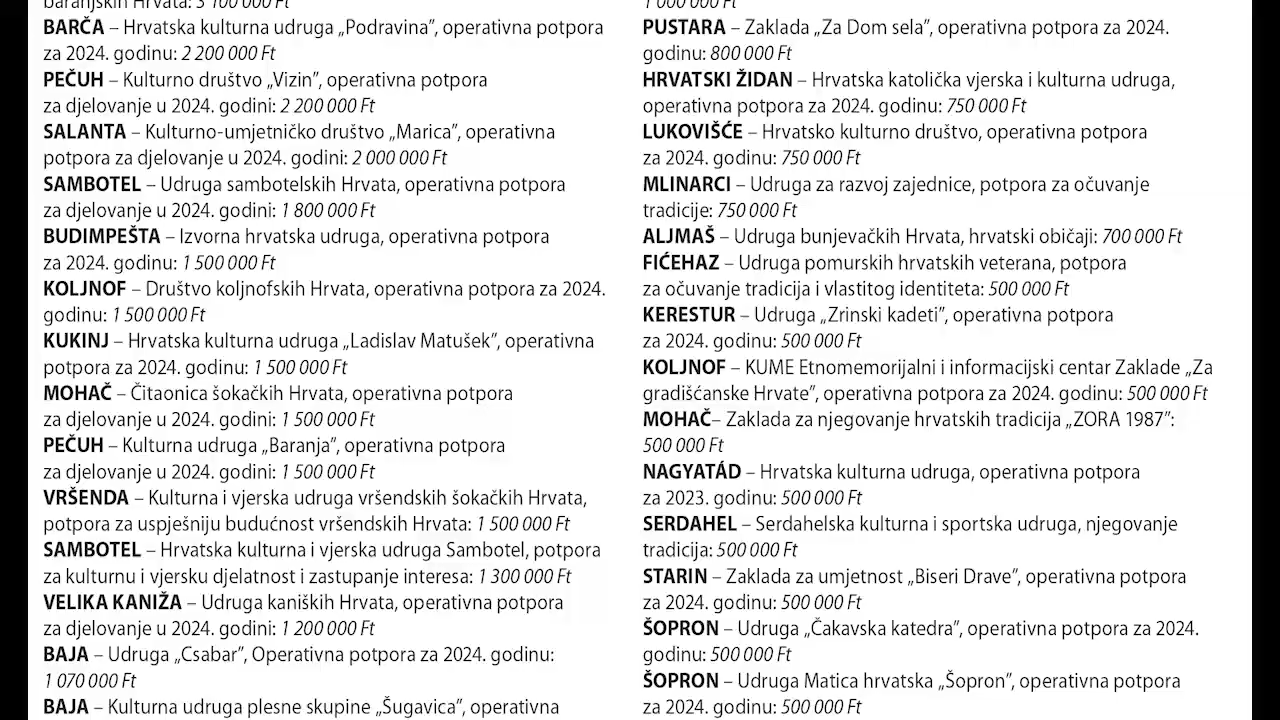 baranjskih Hrvata: 3 100 000 Ft
BARČA – Hrvatska kulturna udruga „Podravina”, operativna potpora
za 2024. godinu: 2 200 000 Ft
PEČUH – Kulturno društvo „Vizin”, operativna potpora
za djelovanje u 2024. godini: 2 200 000 Ft
SALANTA – Kulturno-umjetničko društvo „Marica”, operativna
potpora za djelovanje u 2024. godini: 2 000 000 Ft
SAMBOTEL – Udruga sambotelskih Hrvata, operativna potpora
za djelovanje u 2024. godini: 1 800 000 Ft
BUDIMPEŠTA – Izvorna hrvatska udruga, operativna potpora
za 2024. godinu: 1 500 000 Ft
KOLJNOF – Društvo koljnofskih Hrvata, operativna potpora za 2024.
godinu: 1 500 000 Ft
KUKINJ – Hrvatska kulturna udruga „Ladislav Matušek”, operativna
potpora za 2024. godinu: 1 500 000 Ft
MOHAČ – Čitaonica šokačkih Hrvata, operativna potpora
za djelovanje u 2024. godini: 1 500 000 Ft
PEČUH – Kulturna udruga „Baranja”, operativna potpora
za djelovanje u 2024. godini: 1 500 000 Ft
VRŠENDA – Kulturna i vjerska udruga vršendskih šokačkih Hrvata,
potpora za uspješniju budućnost vršendskih Hrvata: 1 500 000 Ft
SAMBOTEL – Hrvatska kulturna i vjerska udruga Sambotel, potpora
za kulturnu i vjersku djelatnost i zastupanje interesa: 1 300 000 Ft
VELIKA KANIŽA – Udruga kaniških Hrvata, operativna potpora
za djelovanje u 2024. godini: 1 200 000 Ft
BAJA – Udruga „Csabar”, Operativna potpora za 2024. godinu:
1 070 000 Ft
BAJA – Kulturna udruga plesne skupine „Šugavica”, operativna
1 000 000 Ft
PUSTARA – Zaklada „Za Dom sela”, operativna potpora za 2024.
godinu: 800 000 Ft
HRVATSKI ŽIDAN – Hrvatska katolička vjerska i kulturna udruga,
operativna potpora za 2024. godinu: 750 000 Ft
LUKOVIŠĆE – Hrvatsko kulturno društvo, operativna potpora
za 2024. godinu: 750 000 Ft
MLINARCI – Udruga za razvoj zajednice, potpora za očuvanje
tradicije: 750 000 Ft
ALJMAŠ – Udruga bunjevačkih Hrvata, hrvatski običaji: 700 000 Ft
FIĆEHAZ – Udruga pomurskih hrvatskih veterana, potpora
za očuvanje tradicija i vlastitog identiteta: 500 000 Ft
KERESTUR – Udruga „Zrinski kadeti”, operativna potpora
za 2024. godinu: 500 000 Ft
KOLJNOF – KUME Etnomemorijalni i informacijski centar Zaklade „Za
gradišćanske Hrvate”, operativna potpora za 2024. godinu: 500 000 Ft
MOHAČ– Zaklada za njegovanje hrvatskih tradicija „ZORA 1987”:
500 000 Ft
NAGYATÁD – Hrvatska kulturna udruga, operativna potpora
za 2023. godinu: 500 000 Ft
SERDAHEL – Serdahelska kulturna i sportska udruga, njegovanje
tradicija: 500 000 Ft
STARIN – Zaklada za umjetnost „Biseri Drave”, operativna potpora
za 2024. godinu: 500 000 Ft
ŠOPRON – Udruga „Čakavska katedra”, operativna potpora za 2024.
godinu: 500 000 Ft
ŠOPRON – Udruga Matica hrvatska „Šopron”, operativna potpora
za 2024. godinu: 500 000 Ft